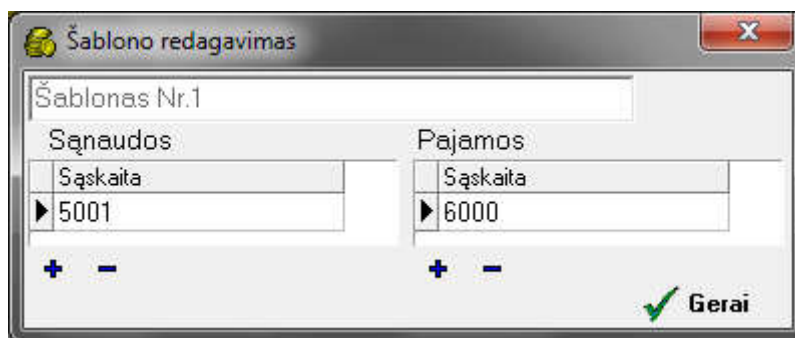 Šablono redagavimas
Šablonas Nr.1
Sąnaudos Pajamos
Sąskaita Sąskaita
5001 6000
Gerai